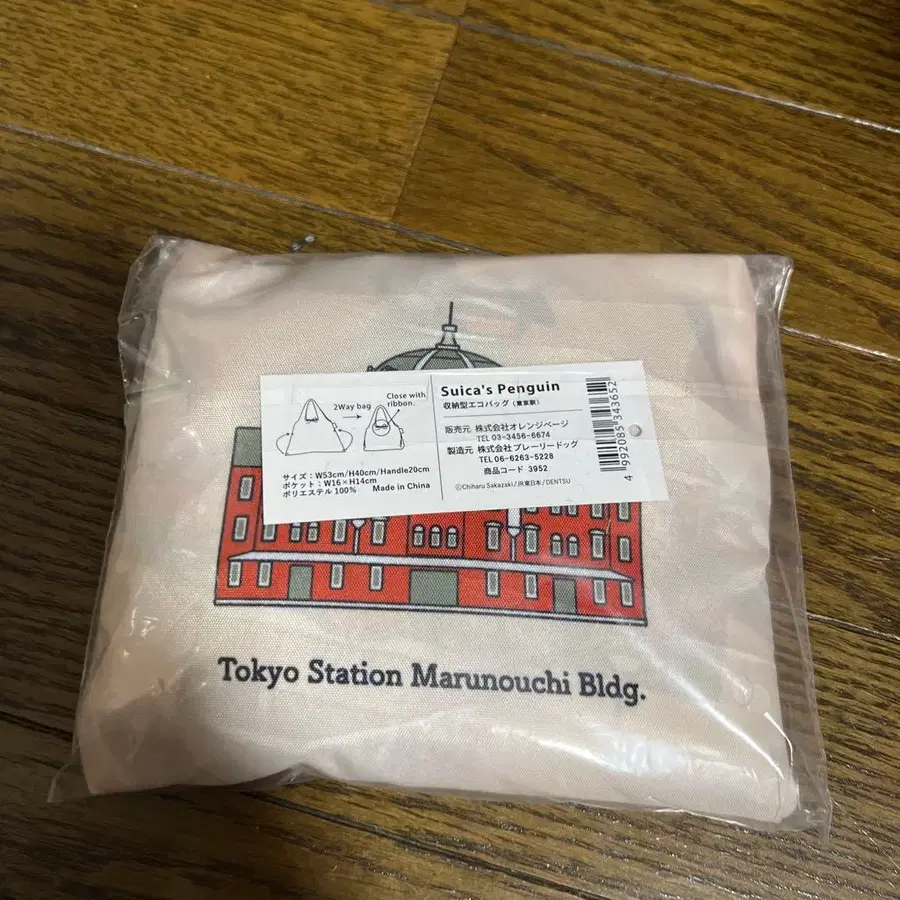 2Way bag
Close with
ribbon.
サイズ：W53cm/H40cm/Handle20cm
ポケット：W16×H14cm
ポリエステル 100% Made in China
Suica's Penguin
収納型エコバッグ（東京駅）
販売元 株式会社オレンジページ
TEL 03-3456-6674
製造元 株式会社プレーリードッグ
TEL 06-6263-5228
商品コード 3952
©Chiharu Sakazaki/JR東日本/DENTSU
4 992085 343652
Tokyo Station Marunouchi Bldg.